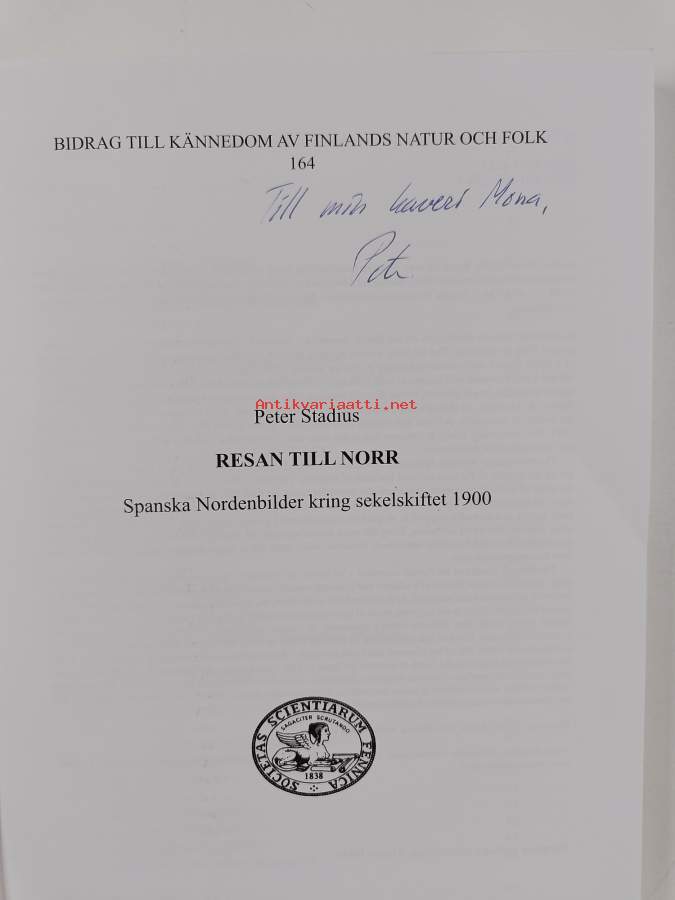 BIDRAG TILL KÄNNEDOM AV FINLANDS NATUR OCH FOLK
164
Till min kaveri Mona,
Peter
Antikvariaatti.net
Peter Stadius
RESAN TILL NORR
Spanska Nordenbilder kring sekelskiftet 1900
SOCIETAS SCIENTIARUM FENNICA
SAGACITER SCRUTANDO
1838